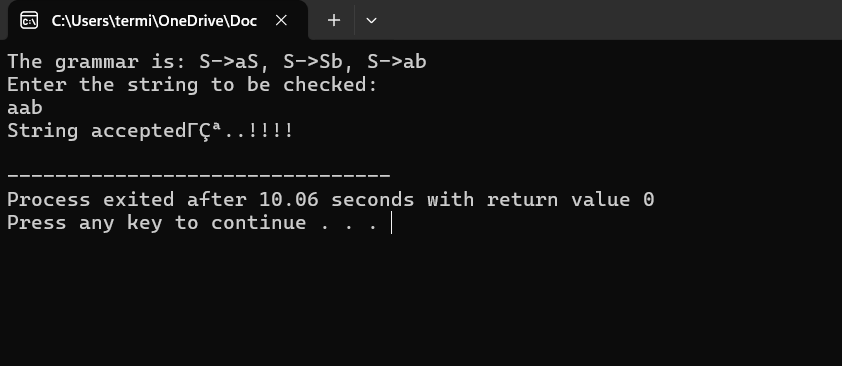 C:\Users\termi\OneDrive\Doc
The grammar is: S->aS, S->Sb, S->ab
Enter the string to be checked:
aab
String acceptedΓÇª..!!!!
--------------------------------
Process exited after 10.06 seconds with return value 0
Press any key to continue . . .